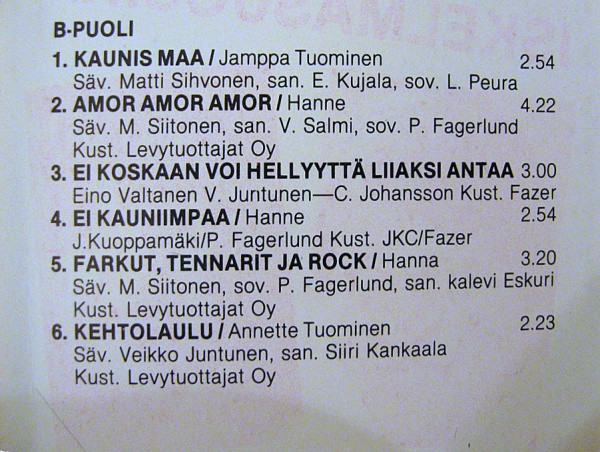 B-PUOLI
1. KAUNIS MAA / Jamppa Tuominen 2.54
Säv. Matti Sihvonen, san. E. Kujala, sov. L. Peura
2. AMOR AMOR AMOR / Hanne 4.22
Säv. M. Siitonen, san. V. Salmi, sov. P. Fagerlund
Kust. Levytuottajat Oy
3. EI KOSKAAN VOI HELLYYTTÄ LIIAKSI ANTAA 3.00
Eino Valtanen V. Juntunen—C. Johansson Kust. Fazer
4. EI KAUNIIMPAA / Hanne 2.54
J.Kuoppamäki/P. Fagerlund Kust. JKC/Fazer
5. FARKUT, TENNARIT JA ROCK / Hanna 3.20
Säv. M. Siitonen, sov. P. Fagerlund, san. kalevi Eskuri
Kust. Levytuottajat Oy
6. KEHTOLAULU / Annette Tuominen 2.23
Säv. Veikko Juntunen, san. Siiri Kankaala
Kust. Levytuottajat Oy